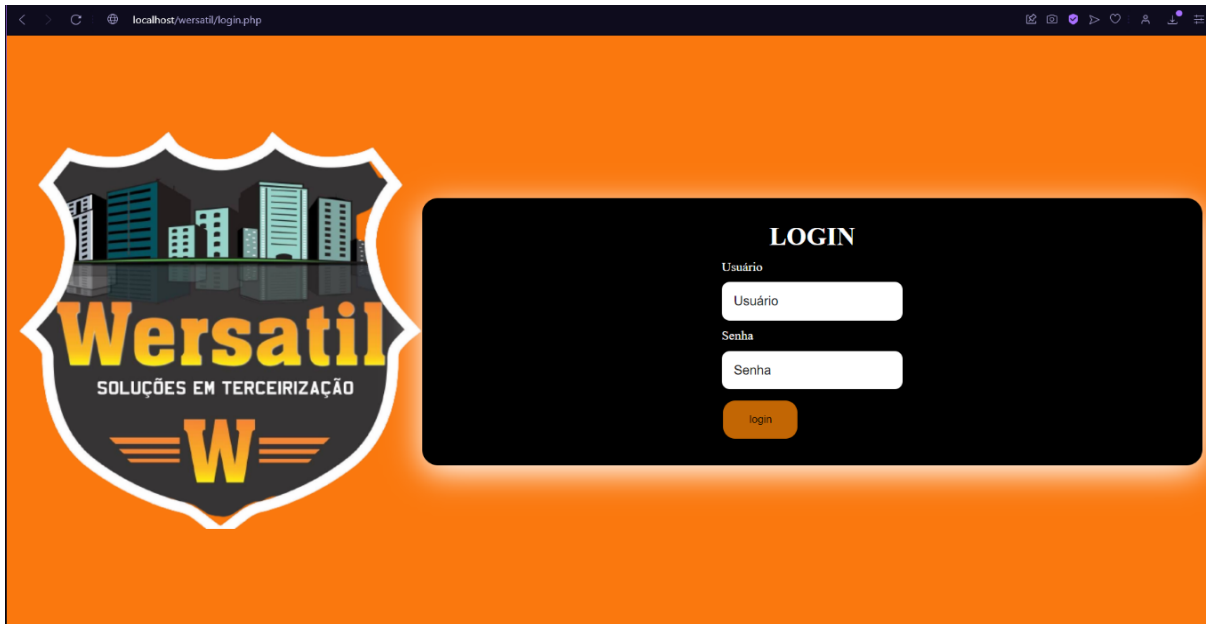 localhost/wersatil/login.php
Wersatil
SOLUÇÕES EM TERCEIRIZAÇÃO
W
LOGIN
Usuário
Usuário
Senha
Senha
login